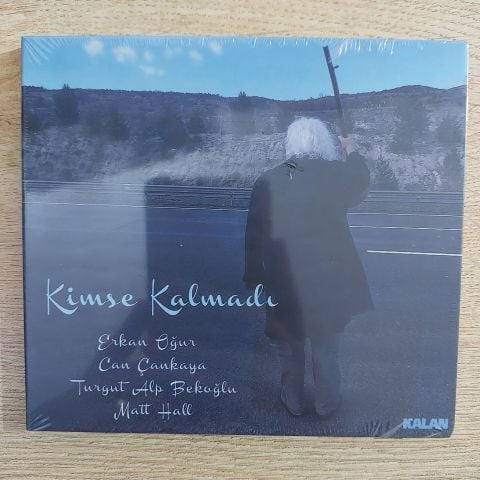 Kimse Kalmadı
Erkan Oğur
Can Çankaya
Turgut Alp Bekoğlu
Matt Hall
KALAN